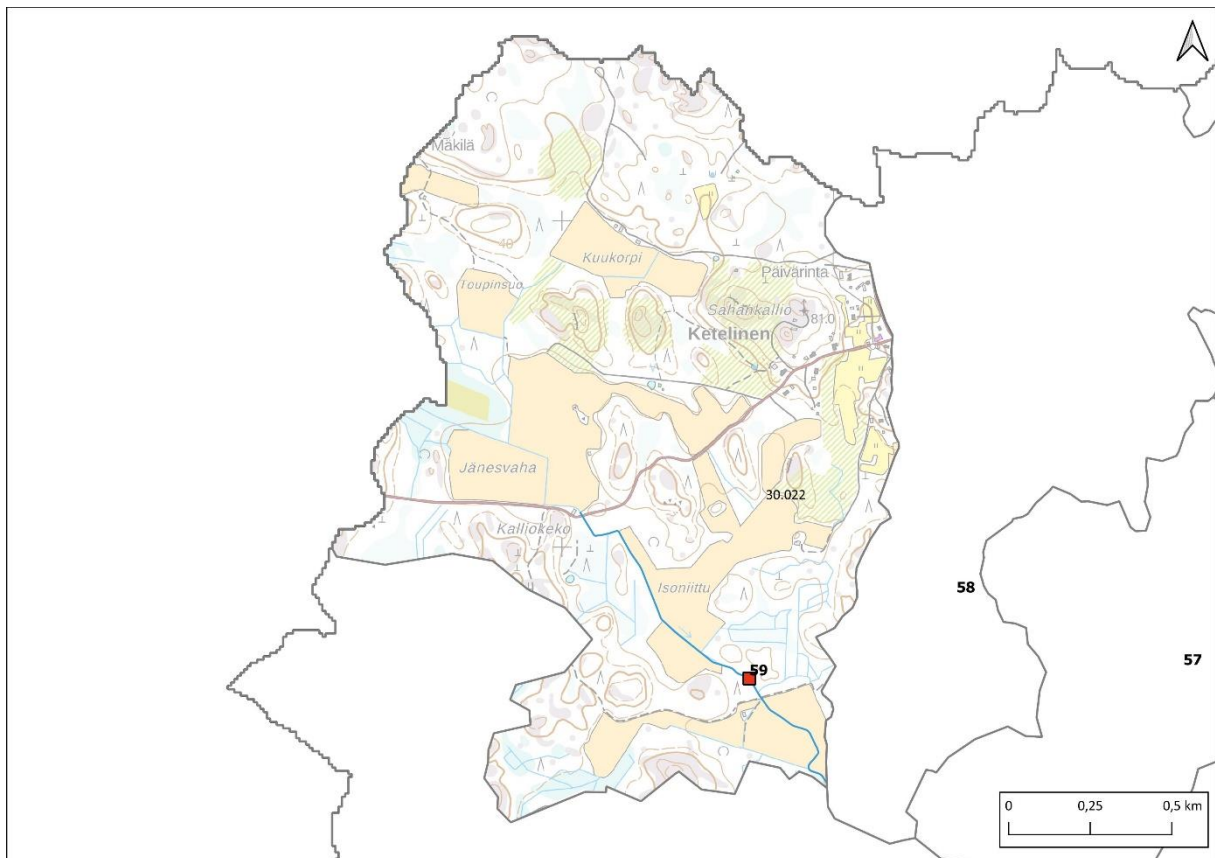 Mäkilä
40
Kuukorpi
Toupinsuo
Päivärinta
Sahankallio
81.0
Ketelinen
Jänesvaha
30.022
Kalliokeko
Isoniittu
58
57
59
0 0,25 0,5 km